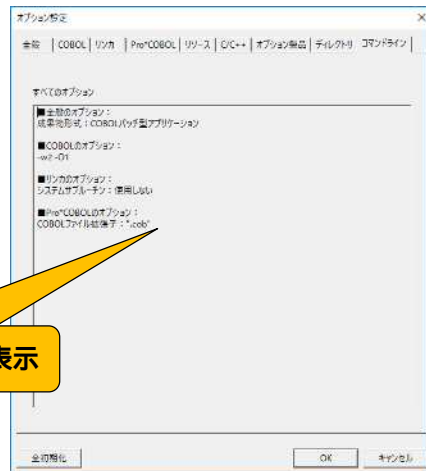 オプション設定
全般 COBOL リンカ Pro*COBOL リソース C/C++ オプション製品 ディレクトリ コマンドライン
すべてのオプション
■全般のオプション：
成果物形式：COBOLバッチ型アプリケーション
■COBOLのオプション：
-w2 -O1
■リンカのオプション：
システムサブルーチン：使用しない
■Pro*COBOLのオプション：
COBOLファイル拡張子：".cob"
表示
全初期化 OK キャンセル